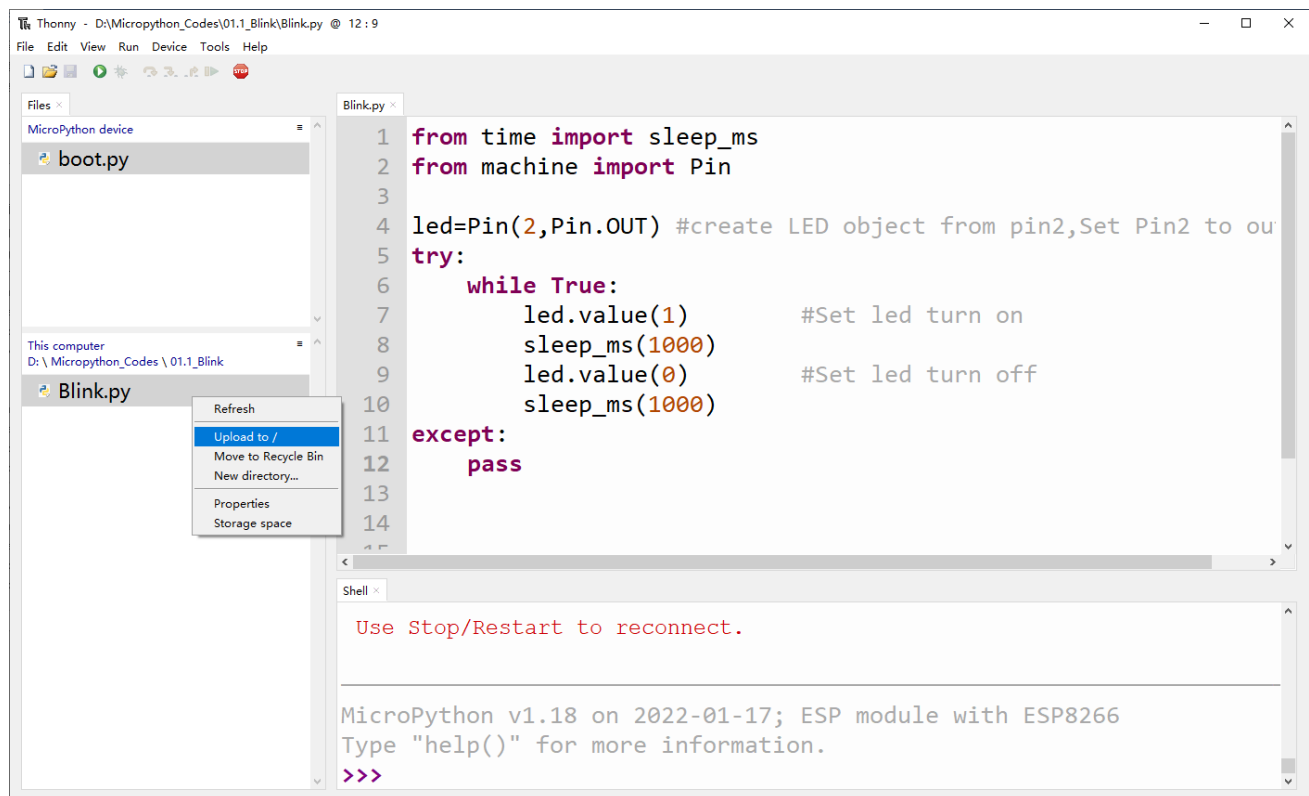 Thonny - D:\Micropython_Codes\01.1_Blink\Blink.py @ 12 : 9
File Edit View Run Device Tools Help
STOP
Files
MicroPython device
boot.py
This computer
D: \ Micropython_Codes \ 01.1_Blink
Blink.py
Refresh
Upload to /
Move to Recycle Bin
New directory...
Properties
Storage space
Blink.py
1 from time import sleep_ms
2 from machine import Pin
3
4 led=Pin(2,Pin.OUT) #create LED object from pin2,Set Pin2 to ou
5 try:
6     while True:
7         led.value(1)        #Set led turn on
8         sleep_ms(1000)
9         led.value(0)        #Set led turn off
10         sleep_ms(1000)
11 except:
12     pass
13
14
15
Shell
Use Stop/Restart to reconnect.
MicroPython v1.18 on 2022-01-17; ESP module with ESP8266
Type "help()" for more information.
>>>